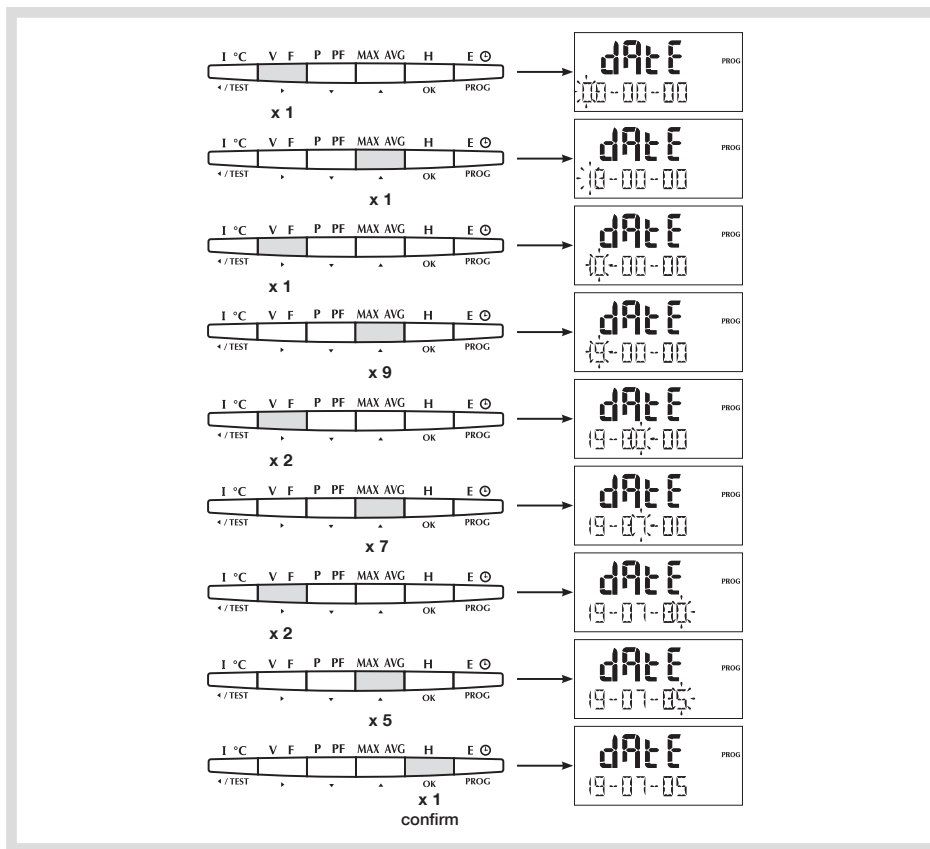 I °C V F P PF MAX AVG H E
dAtE PROG
◂ / TEST ▸ ▾ ▴ OK PROG
00-00-00
x 1
I °C V F P PF MAX AVG H E
dAtE PROG
◂ / TEST ▸ ▾ ▴ OK PROG
10-00-00
x 1
I °C V F P PF MAX AVG H E
dAtE PROG
◂ / TEST ▸ ▾ ▴ OK PROG
10-00-00
x 1
I °C V F P PF MAX AVG H E
dAtE PROG
◂ / TEST ▸ ▾ ▴ OK PROG
19-00-00
x 9
I °C V F P PF MAX AVG H E
dAtE PROG
◂ / TEST ▸ ▾ ▴ OK PROG
19-00-00
x 2
I °C V F P PF MAX AVG H E
dAtE PROG
◂ / TEST ▸ ▾ ▴ OK PROG
19-07-00
x 7
I °C V F P PF MAX AVG H E
dAtE PROG
◂ / TEST ▸ ▾ ▴ OK PROG
19-07-00
x 2
I °C V F P PF MAX AVG H E
dAtE PROG
◂ / TEST ▸ ▾ ▴ OK PROG
19-07-05
x 5
I °C V F P PF MAX AVG H E
dAtE PROG
◂ / TEST ▸ ▾ ▴ OK PROG
19-07-05
x 1
confirm